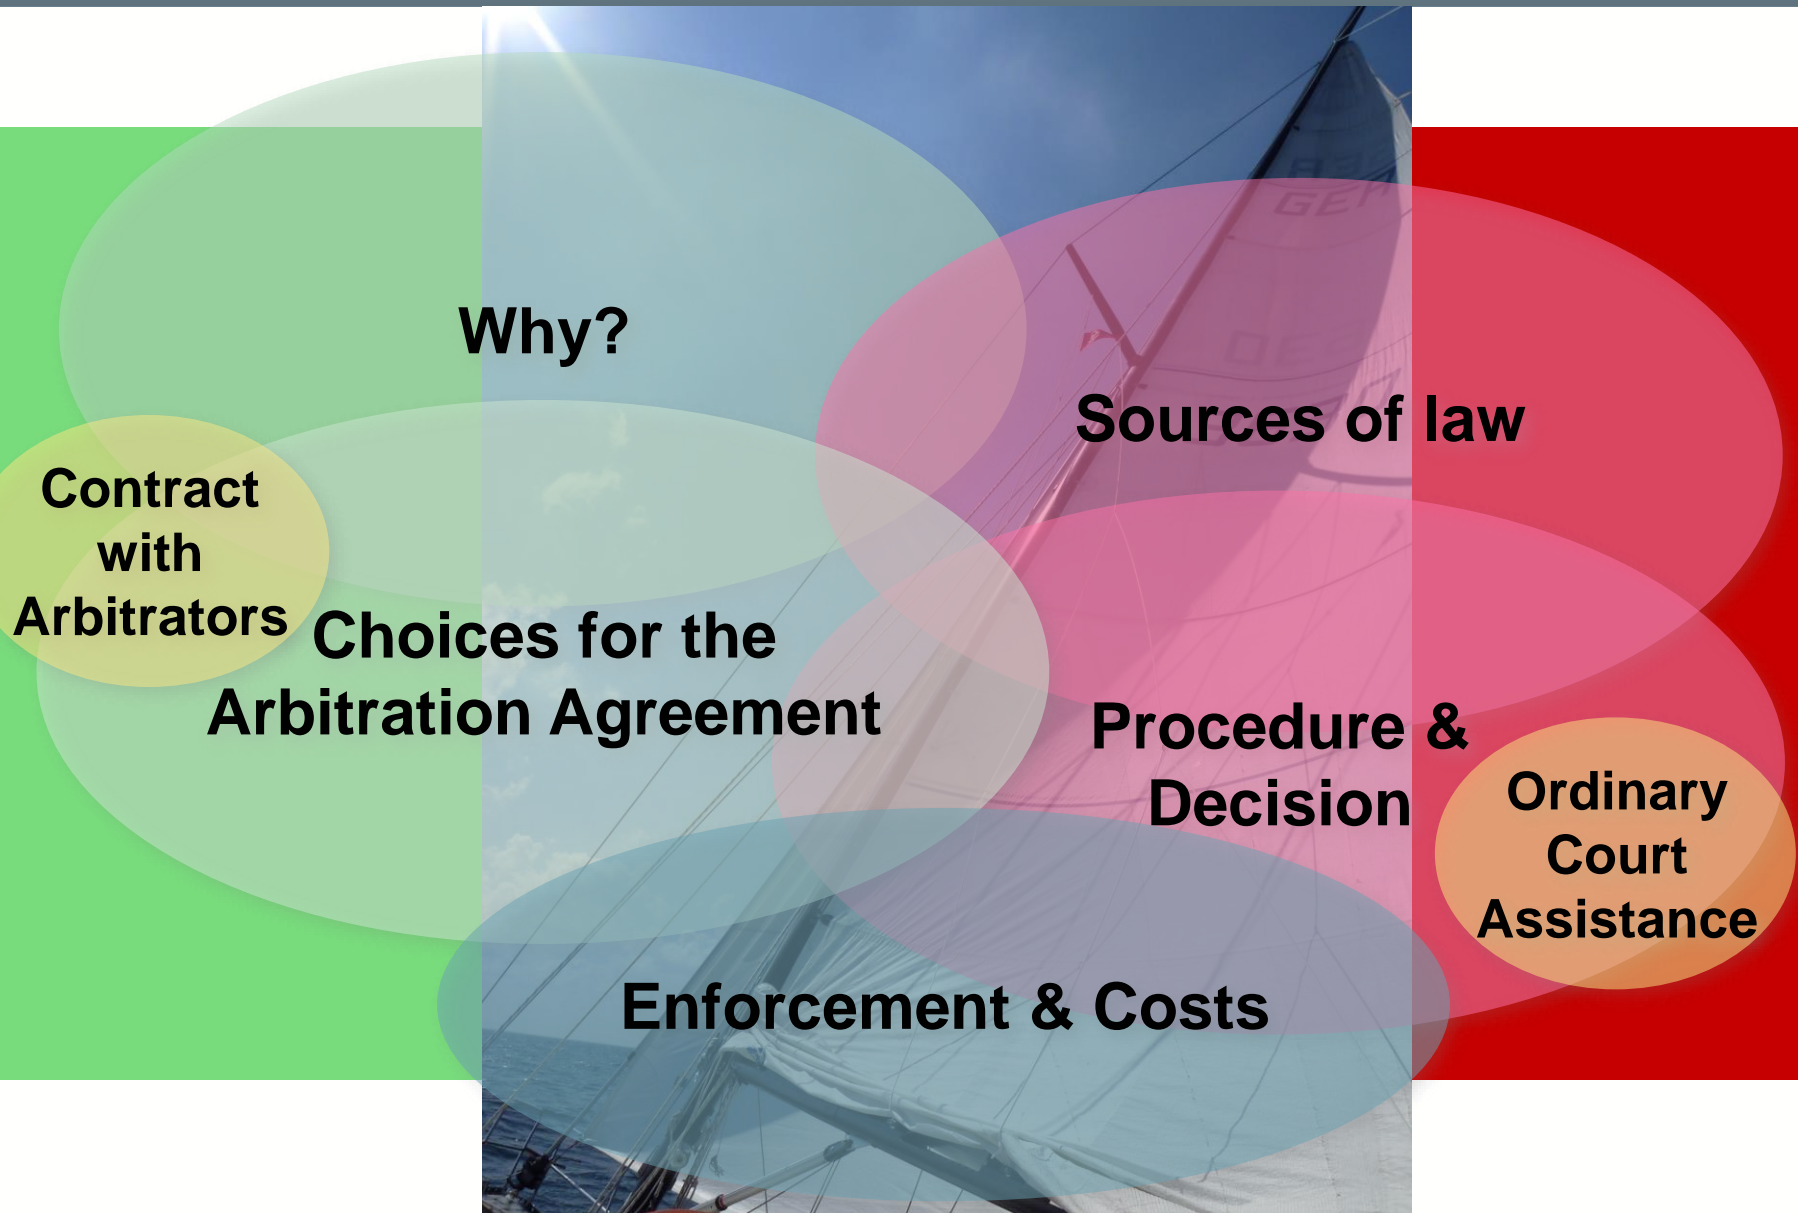 Why?
Sources of law
Contract
with
Arbitrators
Choices for the
Arbitration Agreement
Procedure &
Decision
Ordinary
Court
Assistance
Enforcement & Costs
GER